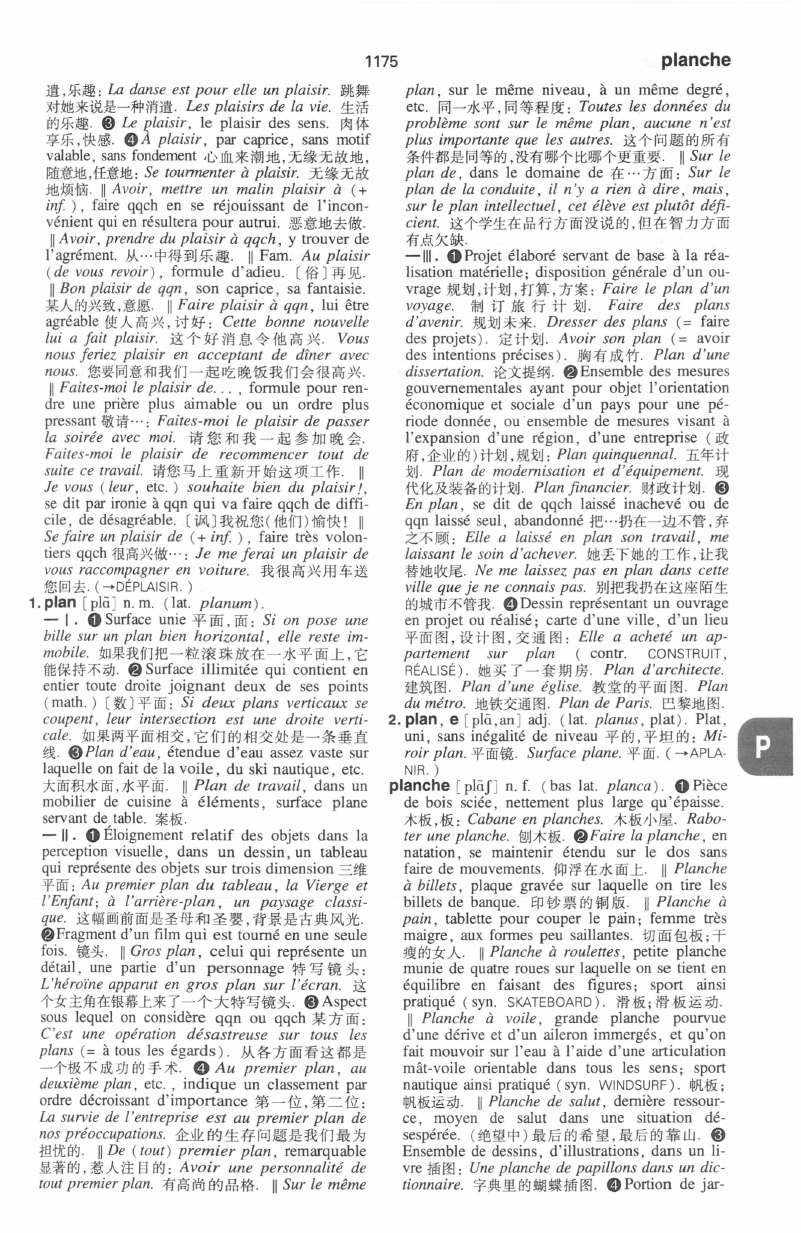 1175
planche
遣,乐趣: La danse est pour elle un plaisir. 跳舞
对她来说是一种消遣. Les plaisirs de la vie. 生活
的乐趣. ❸ Le plaisir, le plaisir des sens. 肉体
享乐,快感. ❹ À plaisir, par caprice, sans motif
valable, sans fondement 心血来潮地,无缘无故地,
随意地,任意地: Se tourmenter à plaisir. 无缘无故
地烦恼. ‖ Avoir, mettre un malin plaisir à (+
inf.), faire qqch en se réjouissant de l'incon-
vénient qui en résultera pour autrui. 恶意地去做.
‖ Avoir, prendre du plaisir à qqch, y trouver de
l'agrément. 从…中得到乐趣. ‖ Fam. Au plaisir
(de vous revoir), formule d'adieu. 〔俗〕再见.
‖ Bon plaisir de qqn, son caprice, sa fantaisie.
某人的兴致,意愿. ‖ Faire plaisir à qqn, lui être
agréable 使人高兴,讨好: Cette bonne nouvelle
lui a fait plaisir. 这个好消息令他高兴. Vous
nous feriez plaisir en acceptant de dîner avec
nous. 您要同意和我们一起吃晚饭我们会很高兴.
‖ Faites-moi le plaisir de..., formule pour ren-
dre une prière plus aimable ou un ordre plus
pressant 敬请…: Faites-moi le plaisir de passer
la soirée avec moi. 请您和我一起参加晚会.
Faites-moi le plaisir de recommencer tout de
suite ce travail. 请您马上重新开始这项工作. ‖
Je vous (leur, etc.) souhaite bien du plaisir!,
se dit par ironie à qqn qui va faire qqch de diffi-
cile, de désagréable. 〔讽〕我祝您(他们)愉快! ‖
Se faire un plaisir de (+ inf.), faire très volon-
tiers qqch 很高兴做…: Je me ferai un plaisir de
vous raccompagner en voiture. 我很高兴用车送
您回去. (→DÉPLAISIR.)
1. plan [plɑ̃] n. m. (lat. planum).
— I. ❶ Surface unie 平面,面: Si on pose une
bille sur un plan bien horizontal, elle reste im-
mobile. 如果我们把一粒滚珠放在一水平面上,它
能保持不动. ❷ Surface illimitée qui contient en
entier toute droite joignant deux de ses points
(math.) 〔数〕平面: Si deux plans verticaux se
coupent, leur intersection est une droite verti-
cale. 如果两平面相交,它们的相交处是一条垂直
线. ❸ Plan d'eau, étendue d'eau assez vaste sur
laquelle on fait de la voile, du ski nautique, etc.
大面积水面,水平面. ‖ Plan de travail, dans un
mobilier de cuisine à éléments, surface plane
servant de table. 案板.
— II. ❶ Éloignement relatif des objets dans la
perception visuelle, dans un dessin, un tableau
qui représente des objets sur trois dimension 三维
平面: Au premier plan du tableau, la Vierge et
l'Enfant; à l'arrière-plan, un paysage classi-
que. 这幅画前面是圣母和圣婴,背景是古典风光.
❷ Fragment d'un film qui est tourné en une seule
fois. 镜头. ‖ Gros plan, celui qui représente un
détail, une partie d'un personnage 特写镜头:
L'héroïne apparut en gros plan sur l'écran. 这
个女主角在银幕上来了一个大特写镜头. ❸ Aspect
sous lequel on considère qqn ou qqch 某方面:
C'est une opération désastreuse sur tous les
plans (= à tous les égards). 从各方面看这都是
一个极不成功的手术. ❹ Au premier plan, au
deuxième plan, etc., indique un classement par
ordre décroissant d'importance 第一位,第二位:
La survie de l'entreprise est au premier plan de
nos préoccupations. 企业的生存问题是我们最为
担忧的. ‖ De (tout) premier plan, remarquable
显著的,惹人注目的: Avoir une personnalité de
tout premier plan. 有高尚的品格. ‖ Sur le même
plan, sur le même niveau, à un même degré,
etc. 同一水平,同等程度: Toutes les données du
problème sont sur le même plan, aucune n'est
plus importante que les autres. 这个问题的所有
条件都是同等的,没有哪个比哪个更重要. ‖ Sur le
plan de, dans le domaine de 在…方面: Sur le
plan de la conduite, il n'y a rien à dire, mais,
sur le plan intellectuel, cet élève est plutôt défi-
cient. 这个学生在品行方面没说的,但在智力方面
有点欠缺.
— III. ❶ Projet élaboré servant de base à la réa-
lisation matérielle; disposition générale d'un ou-
vrage 规划,计划,打算,方案: Faire le plan d'un
voyage. 制订旅行计划. Faire des plans
d'avenir. 规划未来. Dresser des plans (= faire
des projets). 定计划. Avoir son plan (= avoir
des intentions précises). 胸有成竹. Plan d'une
dissertation. 论文提纲. ❷ Ensemble des mesures
gouvernementales ayant pour objet l'orientation
économique et sociale d'un pays pour une pé-
riode donnée, ou ensemble de mesures visant à
l'expansion d'une région, d'une entreprise (政
府,企业的)计划,规划: Plan quinquennal. 五年计
划. Plan de modernisation et d'équipement. 现
代化及装备的计划. Plan financier. 财政计划. ❸
En plan, se dit de qqch laissé inachevé ou de
qqn laissé seul, abandonné 把…扔在一边不管,弃
之不顾: Elle a laissé en plan son travail, me
laissant le soin d'achever. 她丢下她的工作,让我
替她收尾. Ne me laissez pas en plan dans cette
ville que je ne connais pas. 别把我扔在这座陌生
的城市不管我. ❹ Dessin représentant un ouvrage
en projet ou réalisé; carte d'une ville, d'un lieu
平面图,设计图,交通图: Elle a acheté un ap-
partement sur plan (contr. CONSTRUIT,
RÉALISÉ). 她买了一套期房. Plan d'architecte.
建筑图. Plan d'une église. 教堂的平面图. Plan
du métro. 地铁交通图. Plan de Paris. 巴黎地图.
2. plan, e [plɑ̃,an] adj. (lat. planus, plat). Plat,
uni, sans inégalité de niveau 平的,平坦的: Mi-
roir plan. 平面镜. Surface plane. 平面. (→APLA-
NIR.)
planche [plɑ̃ʃ] n. f. (bas lat. planca). ❶ Pièce
de bois sciée, nettement plus large qu'épaisse.
木板,板: Cabane en planches. 木板小屋. Rabo-
ter une planche. 刨木板. ❷ Faire la planche, en
natation, se maintenir étendu sur le dos sans
faire de mouvements. 仰浮在水面上. ‖ Planche
à billets, plaque gravée sur laquelle on tire les
billets de banque. 印钞票的铜版. ‖ Planche à
pain, tablette pour couper le pain; femme très
maigre, aux formes peu saillantes. 切面包板;干
瘦的女人. ‖ Planche à roulettes, petite planche
munie de quatre roues sur laquelle on se tient en
équilibre en faisant des figures; sport ainsi
pratiqué (syn. SKATEBOARD). 滑板;滑板运动.
‖ Planche à voile, grande planche pourvue
d'une dérive et d'un aileron immergés, et qu'on
fait mouvoir sur l'eau à l'aide d'une articulation
mât-voile orientable dans tous les sens; sport
nautique ainsi pratiqué (syn. WINDSURF). 帆板;
帆板运动. ‖ Planche de salut, dernière ressour-
ce, moyen de salut dans une situation dé-
sespérée. (绝望中)最后的希望,最后的靠山. ❸
Ensemble de dessins, d'illustrations, dans un li-
vre 插图: Une planche de papillons dans un dic-
tionnaire. 字典里的蝴蝶插图. ❹ Portion de jar-
P